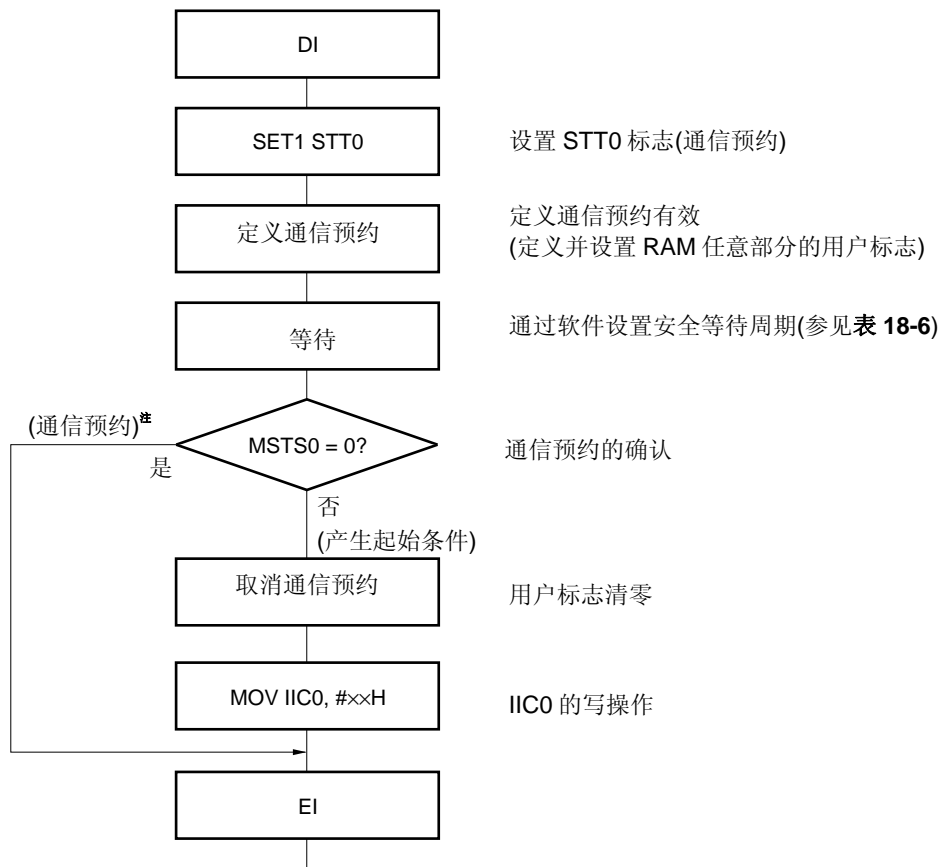 DI
SET1 STT0
设置 STT0 标志(通信预约)
定义通信预约
定义通信预约有效
(定义并设置 RAM 任意部分的用户标志)
等待
通过软件设置安全等待周期(参见表 18-6)
(通信预约)注
MSTS0 = 0?
通信预约的确认
是
否
(产生起始条件)
取消通信预约
用户标志清零
MOV IIC0, #××H
IIC0 的写操作
EI